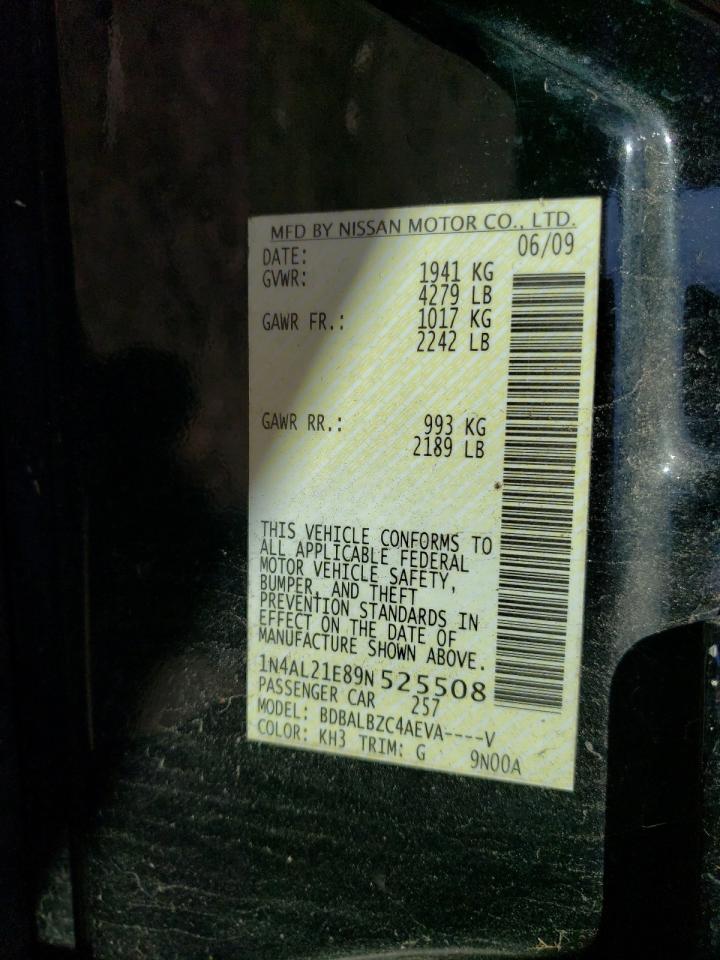 MFD BY NISSAN MOTOR CO., LTD.
DATE: 06/09
GVWR: 1941 KG
4279 LB
GAWR FR.: 1017 KG
2242 LB
GAWR RR.: 993 KG
2189 LB
THIS VEHICLE CONFORMS TO
ALL APPLICABLE FEDERAL
MOTOR VEHICLE SAFETY,
BUMPER, AND THEFT
PREVENTION STANDARDS IN
EFFECT ON THE DATE OF
MANUFACTURE SHOWN ABOVE.
1N4AL21E89N 525508
PASSENGER CAR 257
MODEL: BDBALBZC4AEVA----V
COLOR: KH3 TRIM: G 9N00A